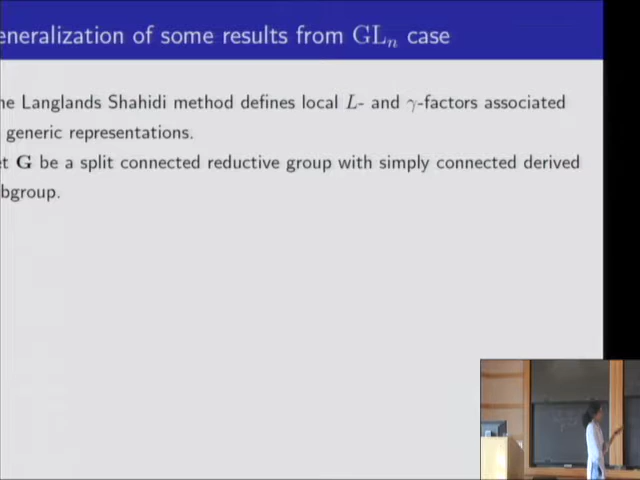 eneralization of some results from GLₙ case
he Langlands Shahidi method defines local L- and γ-factors associated
generic representations.
et G be a split connected reductive group with simply connected derived
bgroup.